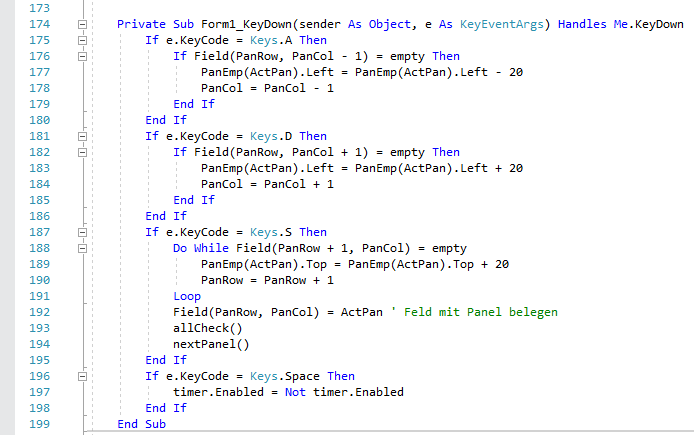 173
174 Private Sub Form1_KeyDown(sender As Object, e As KeyEventArgs) Handles Me.KeyDown
175 If e.KeyCode = Keys.A Then
176 If Field(PanRow, PanCol - 1) = empty Then
177 PanEmp(ActPan).Left = PanEmp(ActPan).Left - 20
178 PanCol = PanCol - 1
179 End If
180 End If
181 If e.KeyCode = Keys.D Then
182 If Field(PanRow, PanCol + 1) = empty Then
183 PanEmp(ActPan).Left = PanEmp(ActPan).Left + 20
184 PanCol = PanCol + 1
185 End If
186 End If
187 If e.KeyCode = Keys.S Then
188 Do While Field(PanRow + 1, PanCol) = empty
189 PanEmp(ActPan).Top = PanEmp(ActPan).Top + 20
190 PanRow = PanRow + 1
191 Loop
192 Field(PanRow, PanCol) = ActPan ' Feld mit Panel belegen
193 allCheck()
194 nextPanel()
195 End If
196 If e.KeyCode = Keys.Space Then
197 timer.Enabled = Not timer.Enabled
198 End If
199 End Sub